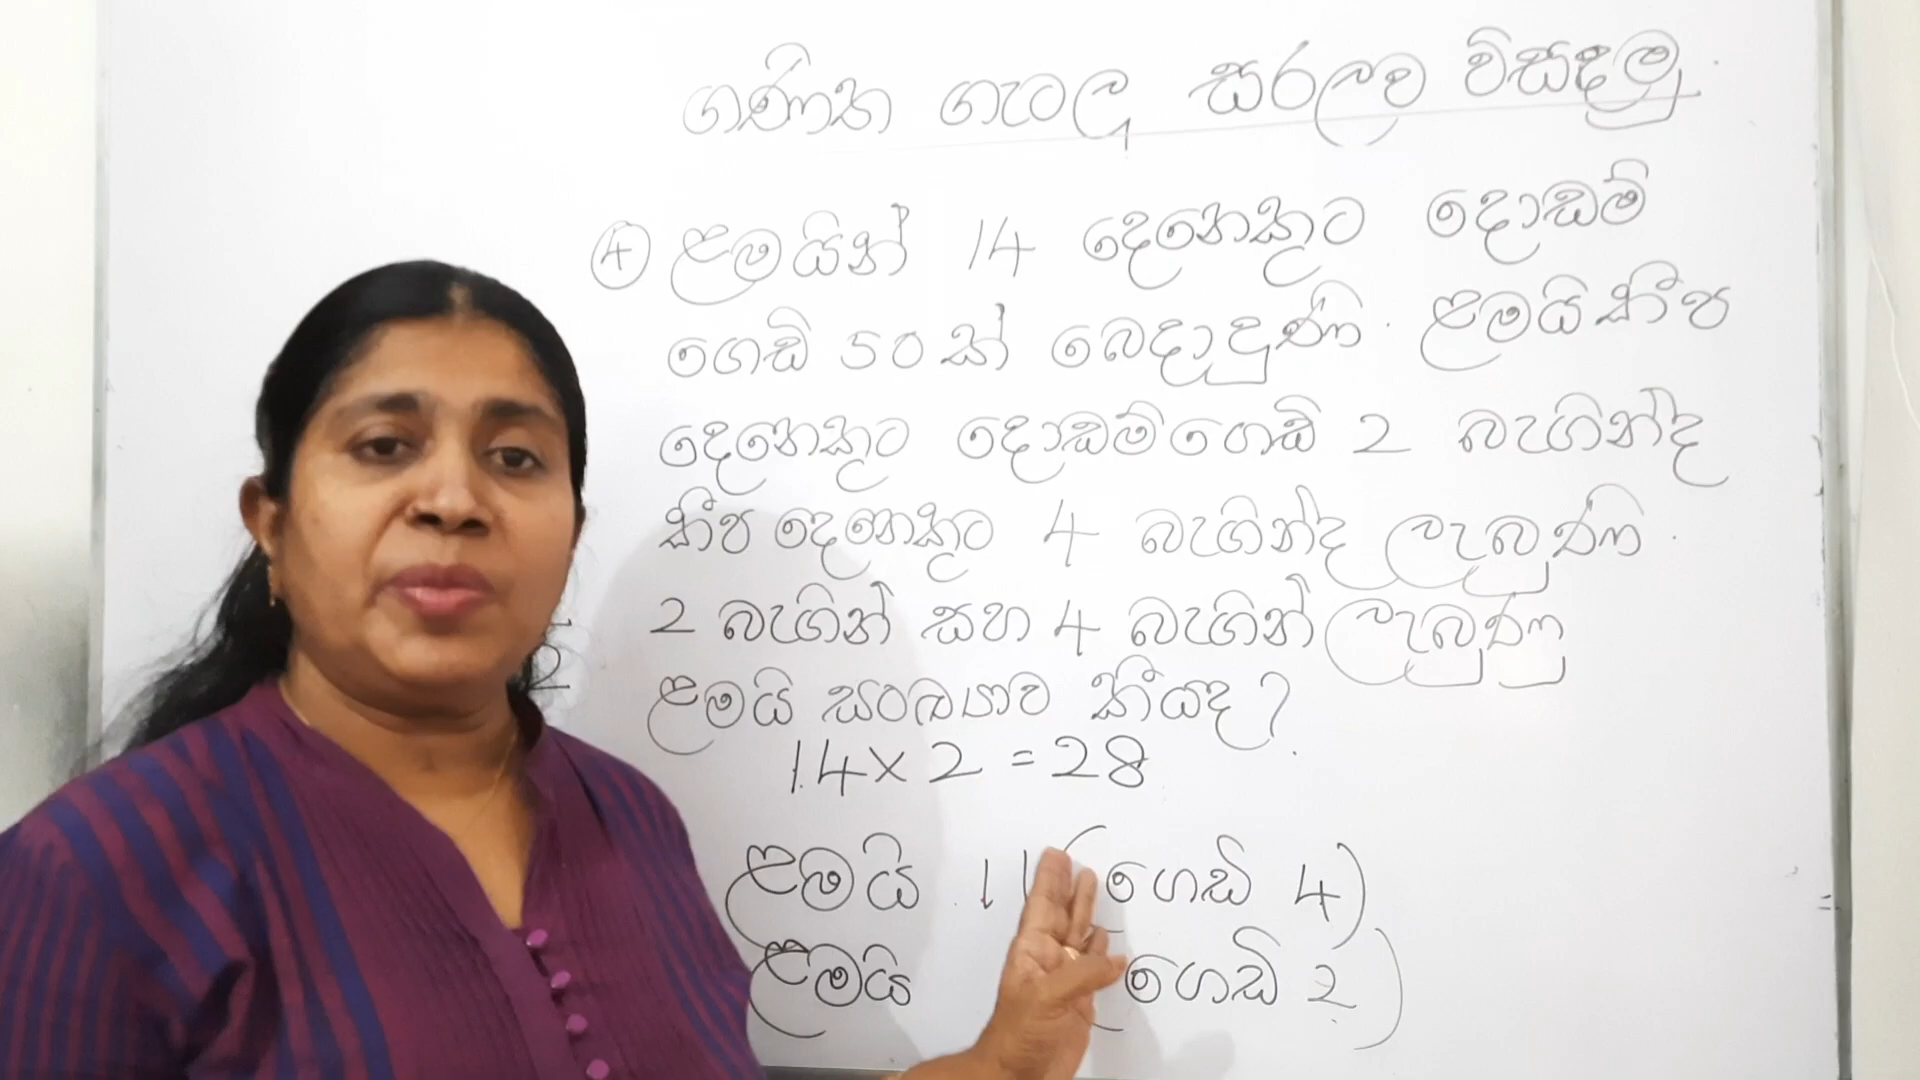 ගණිත ගැටලු සරලව විසඳමු.
④ ළමයින් 14 දෙනෙකුට දොඩම්
ගෙඩි 50ක් බෙදාදුණි. ළමයි කීප
දෙනෙකුට දොඩම් ගෙඩි 2 බැගින්ද
කීප දෙනෙකුට 4 බැගින්ද ලැබුණි.
2 බැගින් සහ 4 බැගින් ලැබුණු
ළමයි සංඛ්‍යාව කීයද?
14 × 2 = 28
ළමයි 11 (ගෙඩි 4)
ළමයි (ගෙඩි 2)